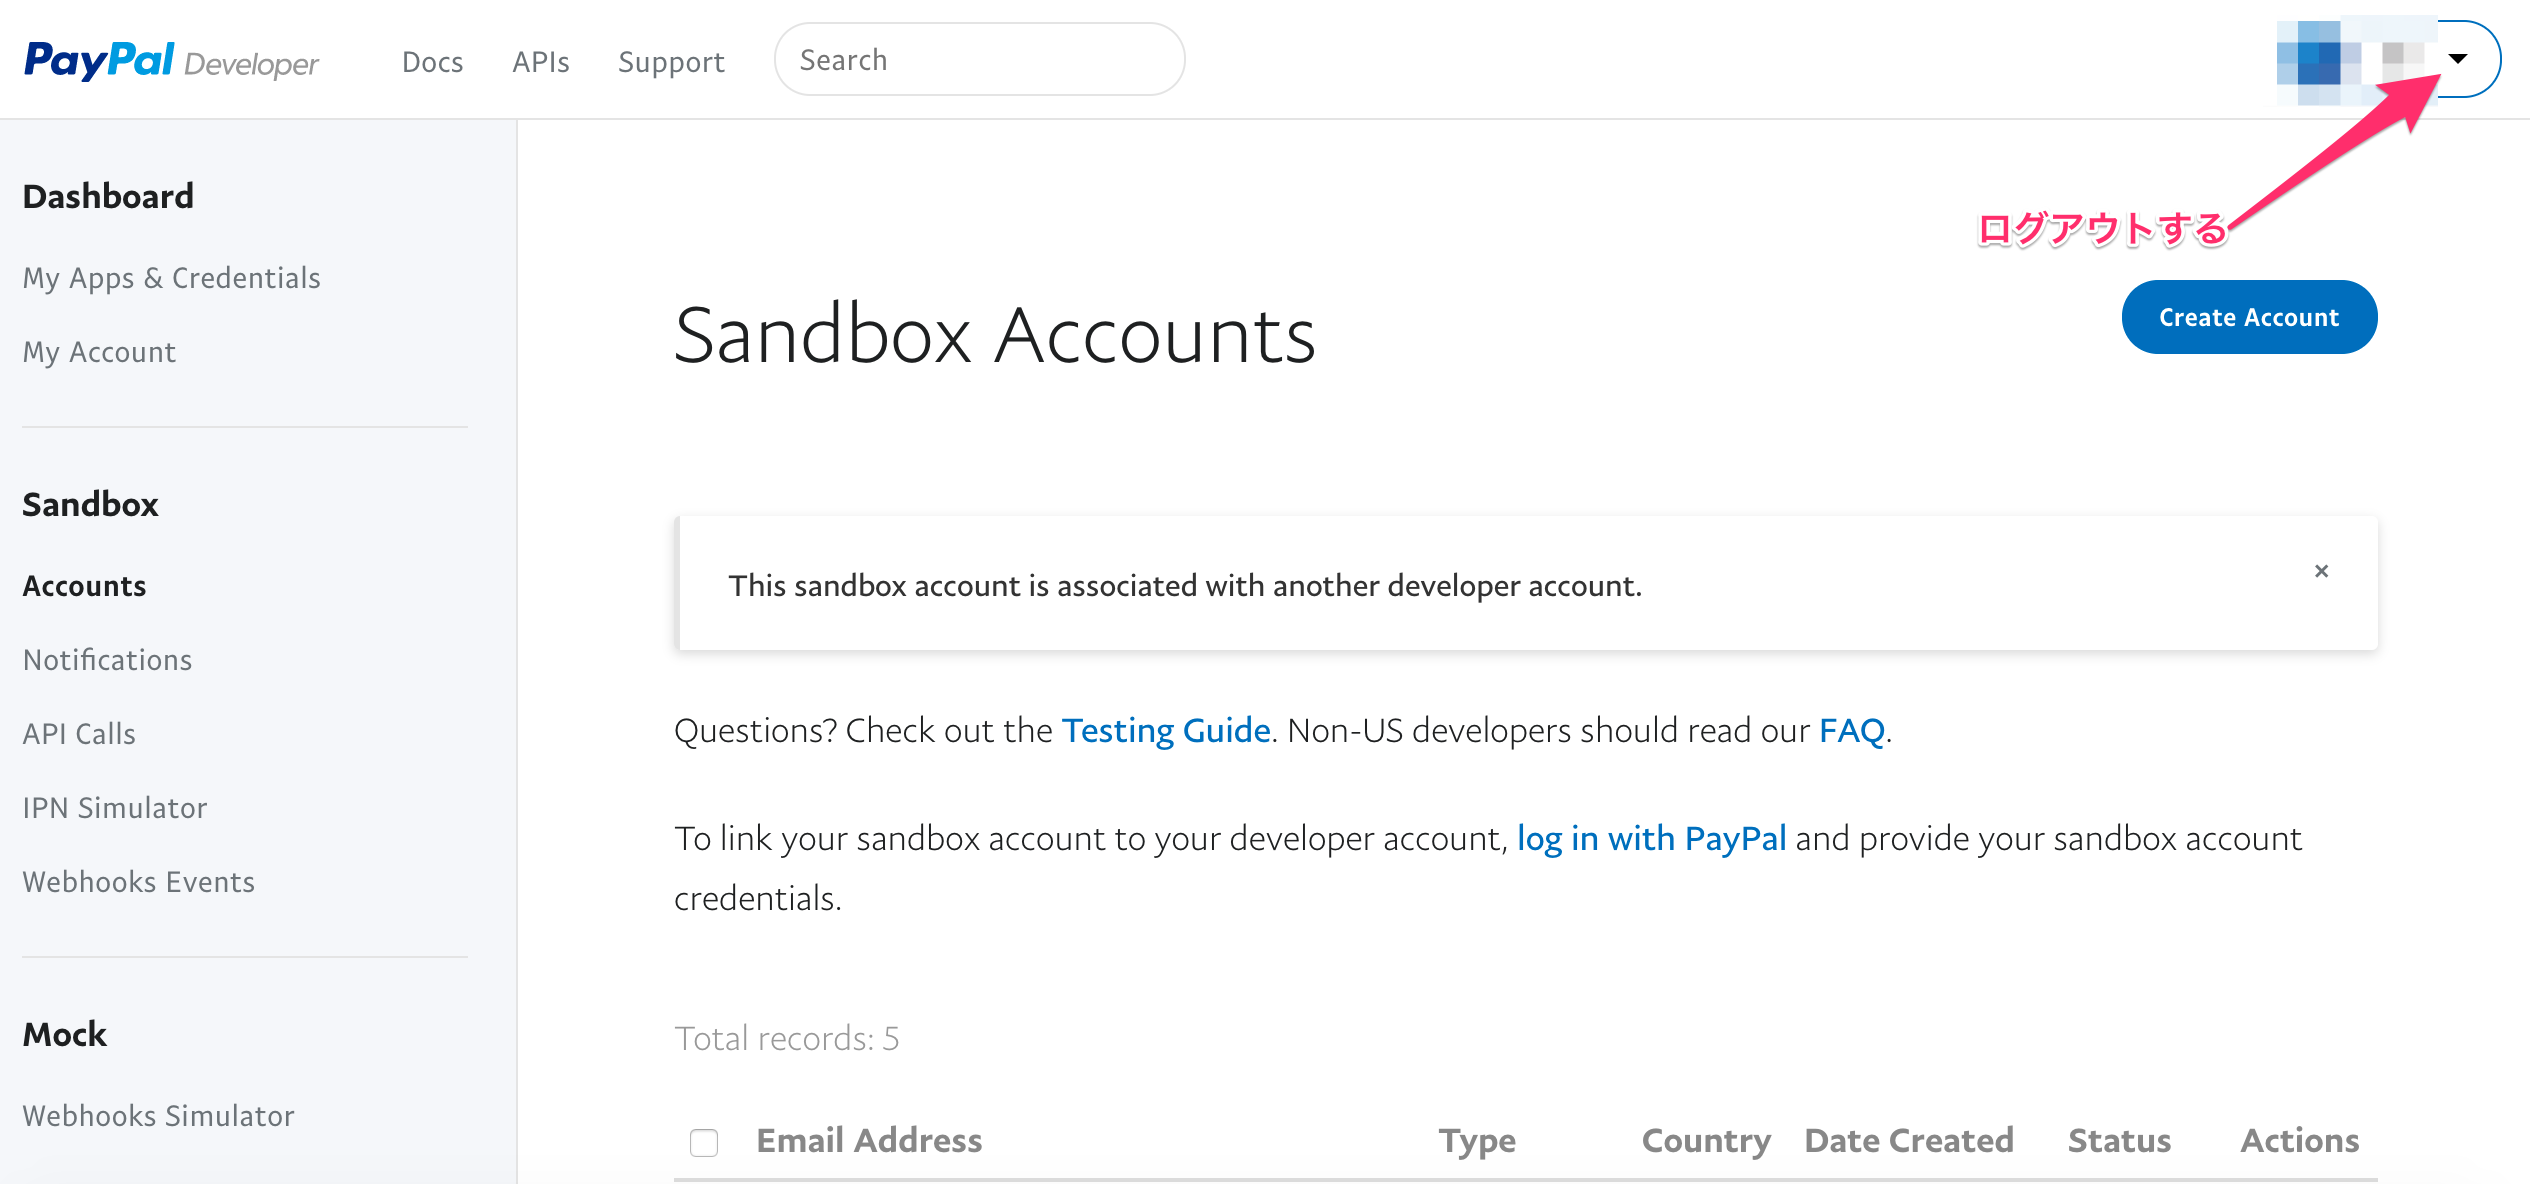 PayPal Developer
Docs
APIs
Support
Search
ログアウトする
Dashboard
My Apps & Credentials
My Account
Sandbox
Accounts
Notifications
API Calls
IPN Simulator
Webhooks Events
Mock
Webhooks Simulator
Sandbox Accounts
Create Account
This sandbox account is associated with another developer account.
×
Questions? Check out the Testing Guide. Non-US developers should read our FAQ.
To link your sandbox account to your developer account, log in with PayPal and provide your sandbox account
credentials.
Total records: 5
Email Address
Type
Country
Date Created
Status
Actions